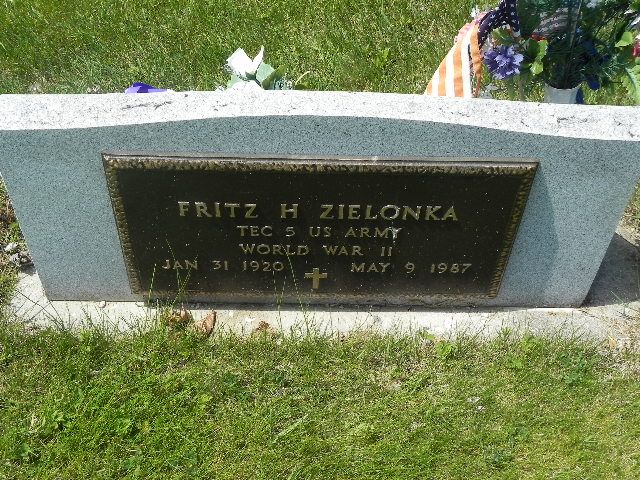 FRITZ H ZIELONKA
TEC 5 US ARMY
WORLD WAR II
JAN 31 1920 MAY 9 1987